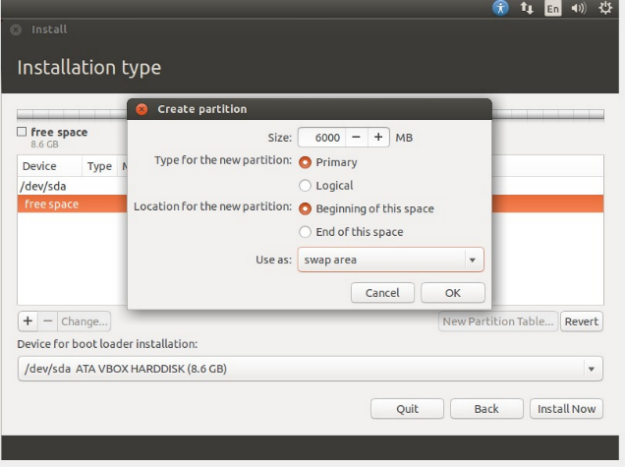 En
Install
Installation type
Create partition
Size: 6000 − + MB
Type for the new partition: Primary
Logical
Location for the new partition: Beginning of this space
End of this space
Use as: swap area
Cancel OK
free space
8.6 GB
Device Type
/dev/sda
free space
+ − Change... New Partition Table... Revert
Device for boot loader installation:
/dev/sda ATA VBOX HARDDISK (8.6 GB)
Quit Back Install Now